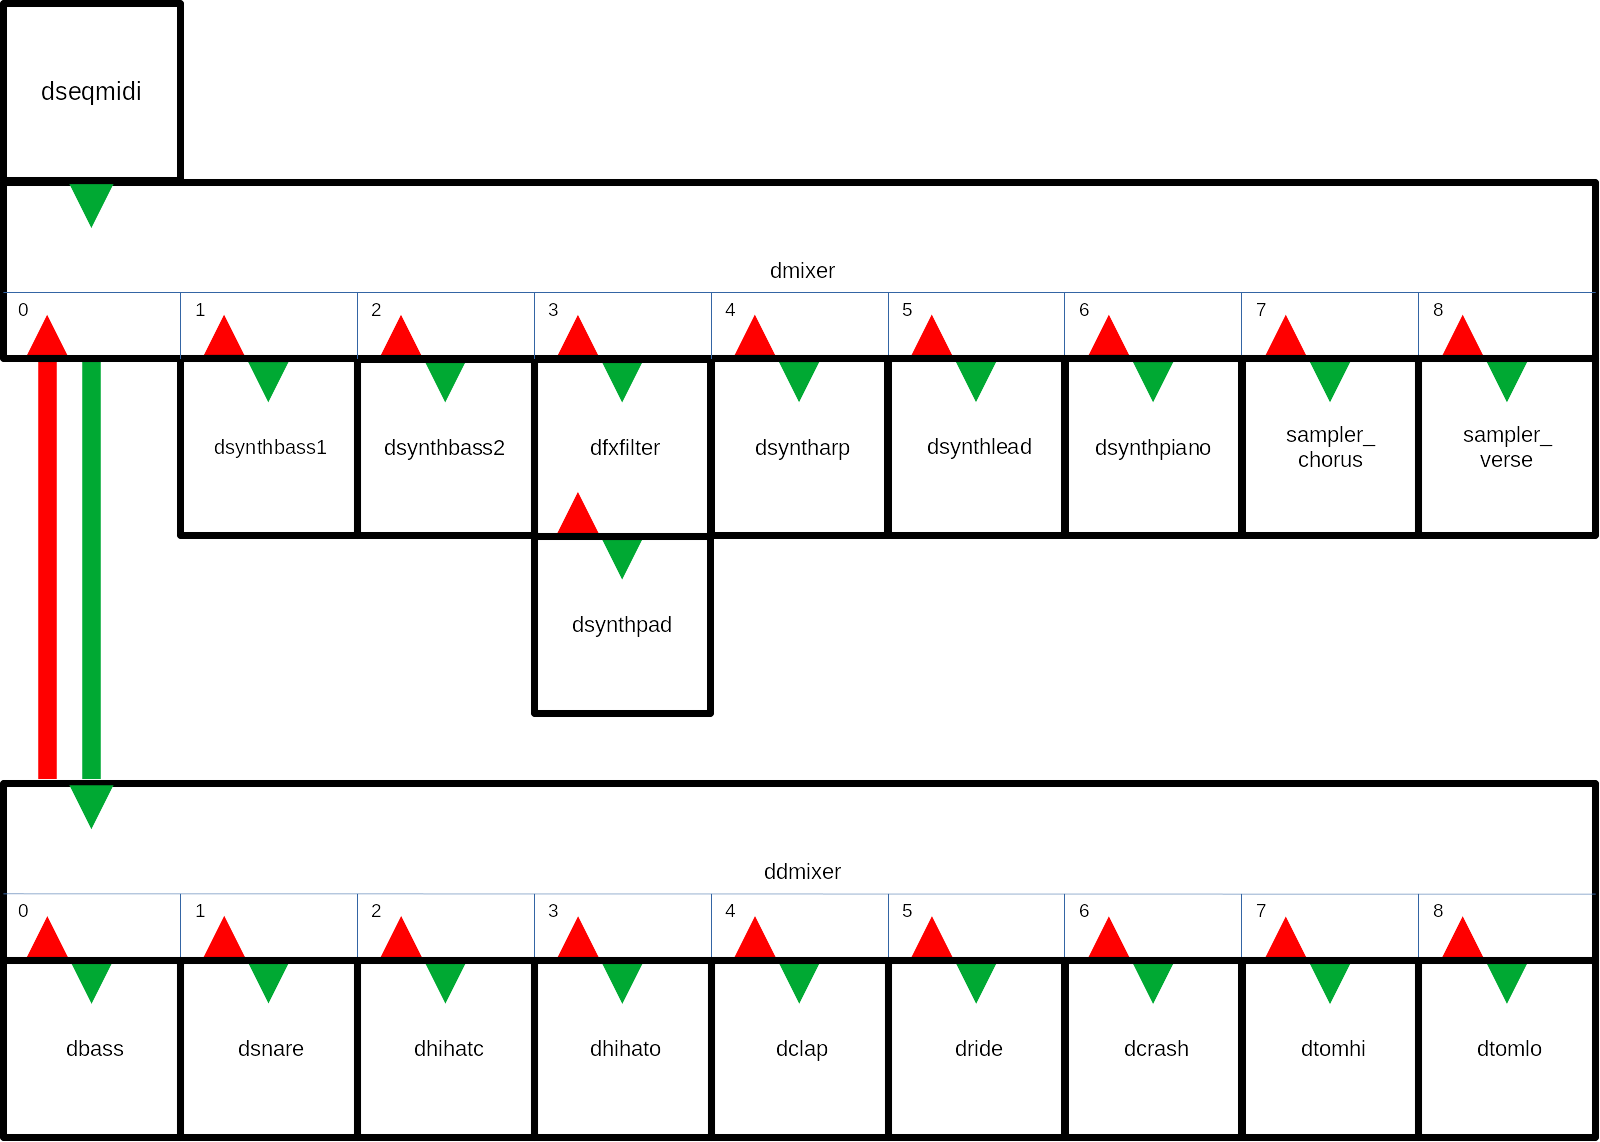 dseqmidi
dmixer
0 1 2 3 4 5 6 7 8
dsynthbass1 dsynthbass2 dfxfilter dsyntharp dsynthlead dsynthpiano sampler_ sampler_
chorus verse
dsynthpad
ddmixer
0 1 2 3 4 5 6 7 8
dbass dsnare dhihatc dhihato dclap dride dcrash dtomhi dtomlo